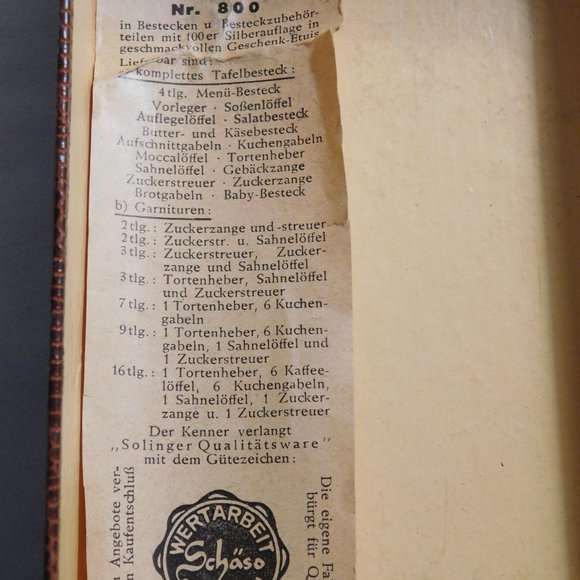 Nr. 800
in Bestecken u Besteckzubehör-
teilen mit 100er Silberauflage in
geschmackvollen Geschenk-Etuis
Lieferbar sind:
komplettes Tafelbesteck:
4tlg. Menü-Besteck
Vorleger · Soßenlöffel
Auflegelöffel · Salatbesteck
Butter- und Käsebesteck
Aufschnittgabeln · Kuchengabeln
Moccalöffel · Tortenheber
Sahnelöffel · Gebäckzange
Zuckerstreuer · Zuckerzange
Brotgabeln · Baby-Besteck
b) Garnituren:
2tlg.: Zuckerzange und -streuer
2tlg.: Zuckerstr. u. Sahnelöffel
3tlg.: Zuckerstreuer, Zucker-
zange und Sahnelöffel
3tlg.: Tortenheber, Sahnelöffel
und Zuckerstreuer
7tlg.: 1 Tortenheber, 6 Kuchen-
gabeln
9tlg.: 1 Tortenheber, 6 Kuchen-
gabeln, 1 Sahnelöffel und
1 Zuckerstreuer
16tlg.: 1 Tortenheber, 6 Kaffee-
löffel, 6 Kuchengabeln,
1 Sahnelöffel, 1 Zucker-
zange u. 1 Zuckerstreuer
Der Kenner verlangt
„Solinger Qualitätsware"
mit dem Gütezeichen:
WERTARBEIT
Schäso
Angebote ver-
Kaufentschluß
Die eigene Fa
bürgt für Q